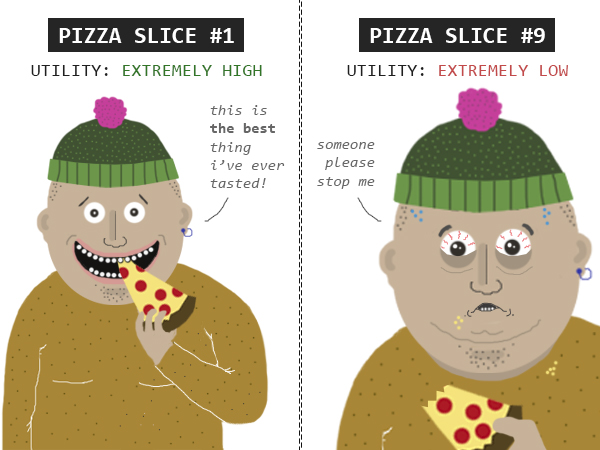 PIZZA SLICE #1
UTILITY: EXTREMELY HIGH
this is
the best
thing
i've ever
tasted!
PIZZA SLICE #9
UTILITY: EXTREMELY LOW
someone
please
stop me